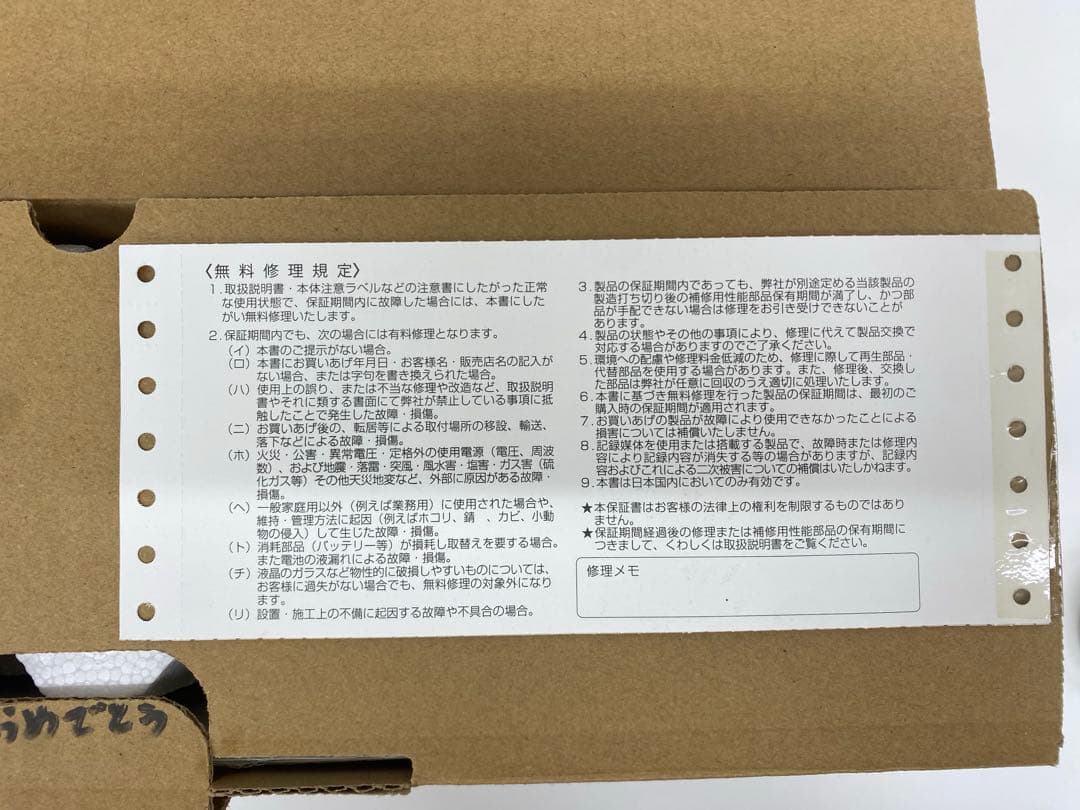 〈無料修理規定〉
1．取扱説明書・本体注意ラベルなどの注意書にしたがった正常
な使用状態で、保証期間内に故障した場合には、本書にした
がい無料修理いたします。
2．保証期間内でも、次の場合には有料修理となります。
（イ）本書のご提示がない場合。
（ロ）本書にお買いあげ年月日・お客様名・販売店名の記入が
ない場合、または字句を書き換えられた場合。
（ハ）使用上の誤り、または不当な修理や改造など、取扱説明
書やそれに類する書面にて弊社が禁止している事項に抵
触したことで発生した故障・損傷。
（ニ）お買いあげ後の、転居等による取付場所の移設、輸送、
落下などによる故障・損傷。
（ホ）火災・公害・異常電圧・定格外の使用電源（電圧、周波
数）、および地震・落雷・突風・風水害・塩害・ガス害（硫
化ガス等）その他天災地変など、外部に原因がある故障・
損傷。
（ヘ）一般家庭用以外（例えば業務用）に使用された場合や、
維持・管理方法に起因（例えばホコリ、錆　、カビ、小動
物の侵入）して生じた故障・損傷。
（ト）消耗部品（バッテリー等）が損耗し取替えを要する場合。
また電池の液漏れによる故障・損傷。
（チ）液晶のガラスなど物性的に破損しやすいものについては、
お客様に過失がない場合でも、無料修理の対象外になり
ます。
（リ）設置・施工上の不備に起因する故障や不具合の場合。
3．製品の保証期間内であっても、弊社が別途定める当該製品の
製造打ち切り後の補修用性能部品保有期間が満了し、かつ部
品が手配できない場合は修理をお引き受けできないことが
あります。
4．製品の状態やその他の事項により、修理に代えて製品交換で
対応する場合がありますのでご了承ください。
5．環境への配慮や修理料金低減のため、修理に際して再生部品・
代替部品を使用する場合があります。また、修理後、交換し
た部品は弊社が任意に回収のうえ適切に処理いたします。
6．本書に基づき無料修理を行った製品の保証期間は、最初のご
購入時の保証期間が適用されます。
7．お買いあげの製品が故障により使用できなかったことによる
損害については補償いたしません。
8．記録媒体を使用または搭載する製品で、故障時または修理内
容により記録内容が消失する等の場合がありますが、記録内
容およびこれによる二次被害についての補償はいたしかねます。
9．本書は日本国内においてのみ有効です。
★本保証書はお客様の法律上の権利を制限するものではあり
ません。
★保証期間経過後の修理または補修用性能部品の保有期間に
つきまして、くわしくは取扱説明書をご覧ください。
修理メモ